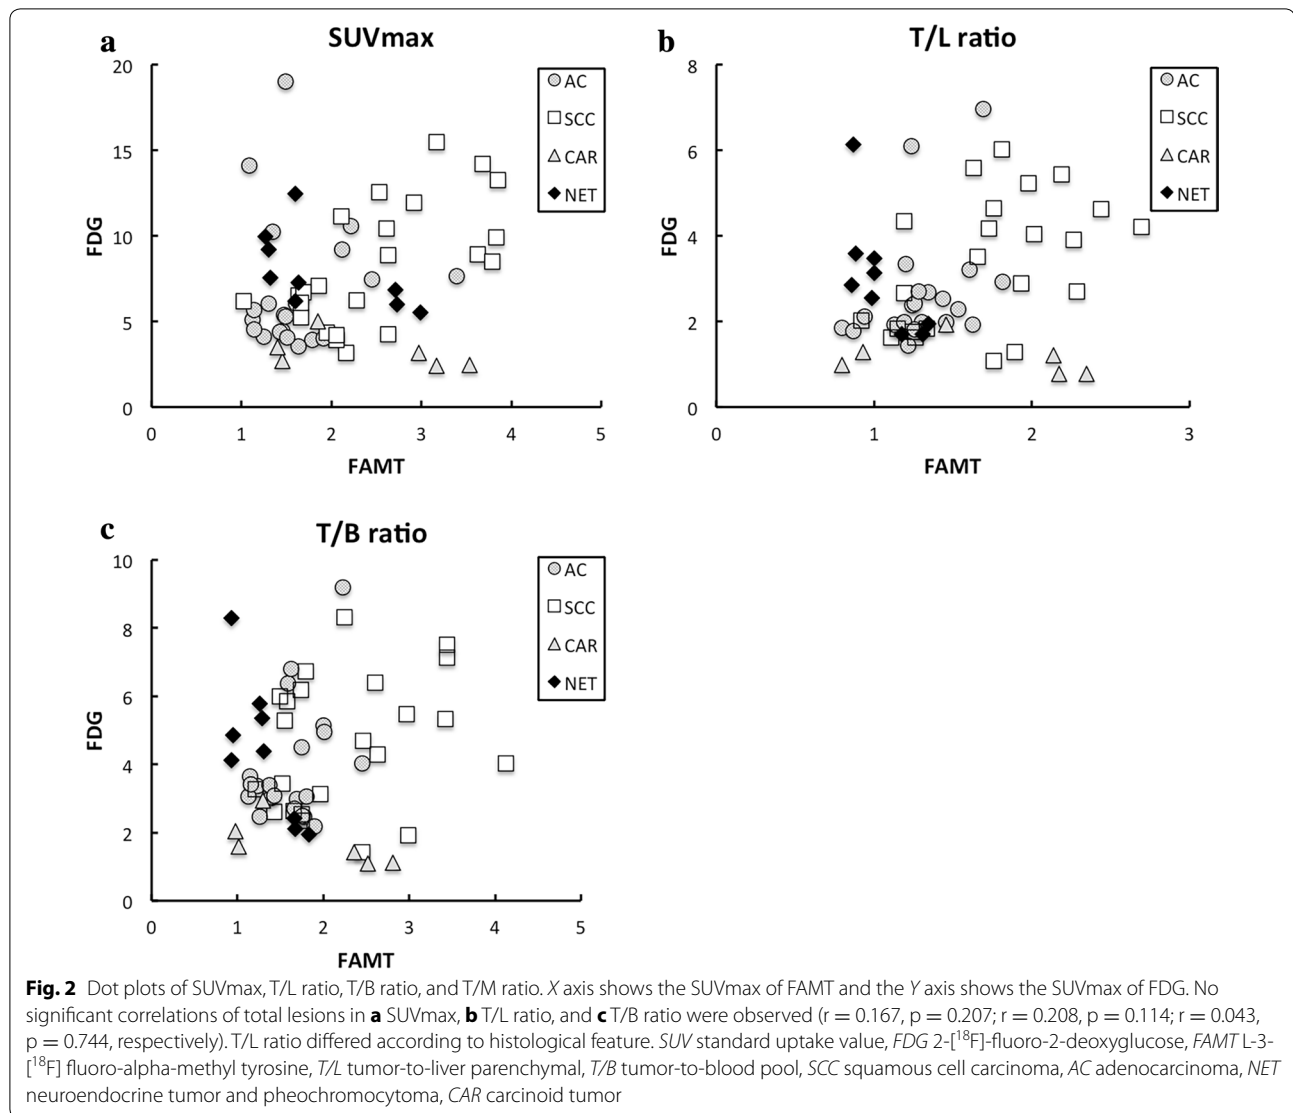 a
SUVmax
20
15
10
5
0
FDG
0 1 2 3 4 5
FAMT
AC
SCC
CAR
NET
b
T/L ratio
8
6
4
2
0
FDG
0 1 2 3
FAMT
AC
SCC
CAR
NET
c
T/B ratio
10
8
6
4
2
0
FDG
0 1 2 3 4 5
FAMT
AC
SCC
CAR
NET
Fig. 2 Dot plots of SUVmax, T/L ratio, T/B ratio, and T/M ratio. X axis shows the SUVmax of FAMT and the Y axis shows the SUVmax of FDG. No
significant correlations of total lesions in a SUVmax, b T/L ratio, and c T/B ratio were observed (r = 0.167, p = 0.207; r = 0.208, p = 0.114; r = 0.043,
p = 0.744, respectively). T/L ratio differed according to histological feature. SUV standard uptake value, FDG 2-[18F]-fluoro-2-deoxyglucose, FAMT L-3-
[18F] fluoro-alpha-methyl tyrosine, T/L tumor-to-liver parenchymal, T/B tumor-to-blood pool, SCC squamous cell carcinoma, AC adenocarcinoma, NET
neuroendocrine tumor and pheochromocytoma, CAR carcinoid tumor